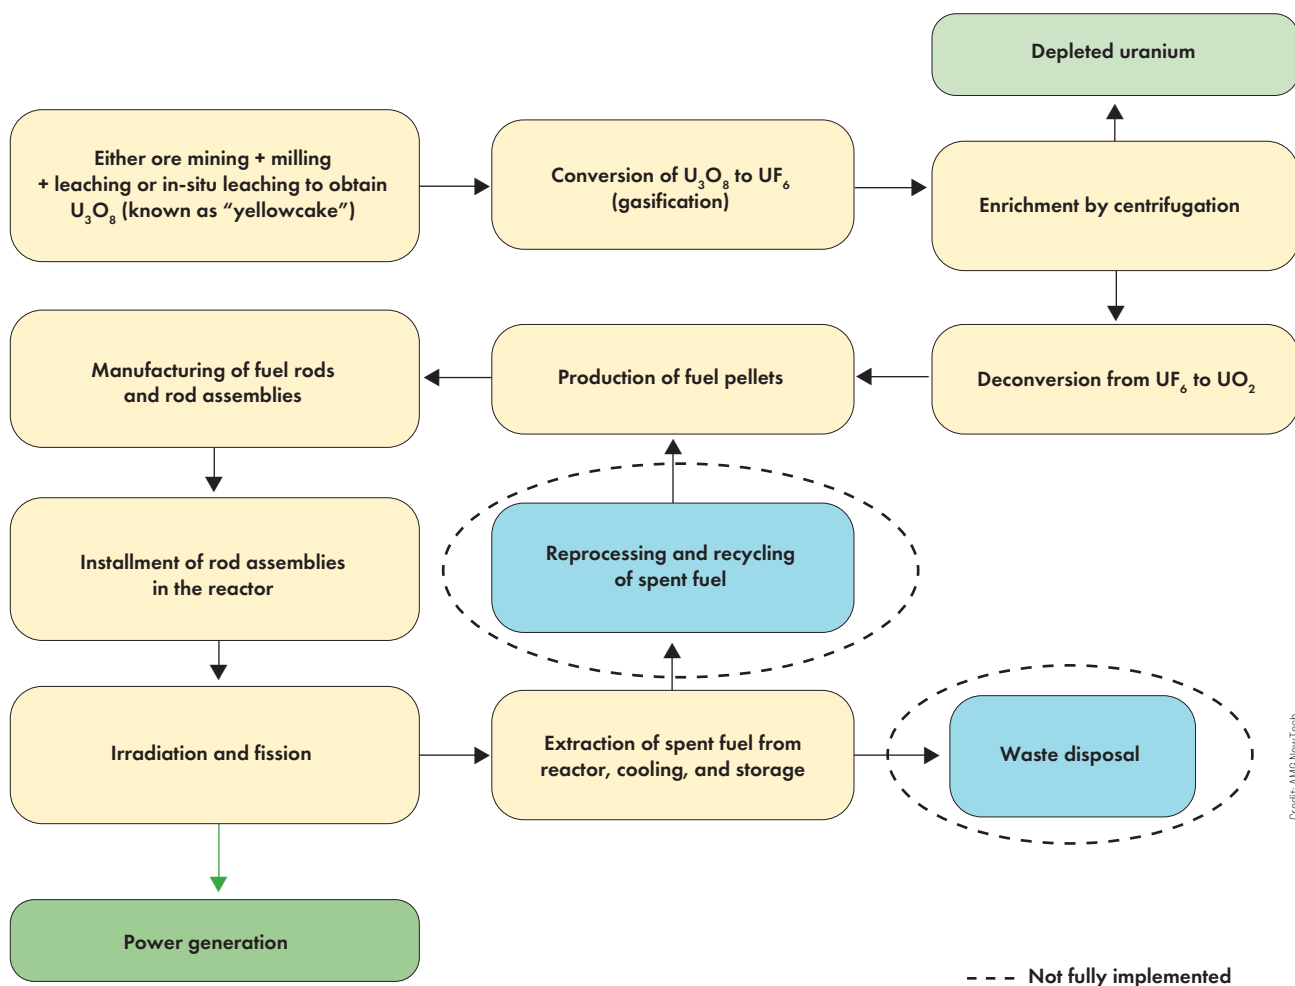 Depleted uranium
Either ore mining + milling
+ leaching or in-situ leaching to obtain
U₃O₈ (known as “yellowcake”)
Conversion of U₃O₈ to UF₆
(gasification)
Enrichment by centrifugation
Manufacturing of fuel rods
and rod assemblies
Production of fuel pellets
Deconversion from UF₆ to UO₂
Installment of rod assemblies
in the reactor
Reprocessing and recycling
of spent fuel
Irradiation and fission
Extraction of spent fuel from
reactor, cooling, and storage
Waste disposal
Credit: AMG NewTech
Power generation
Not fully implemented